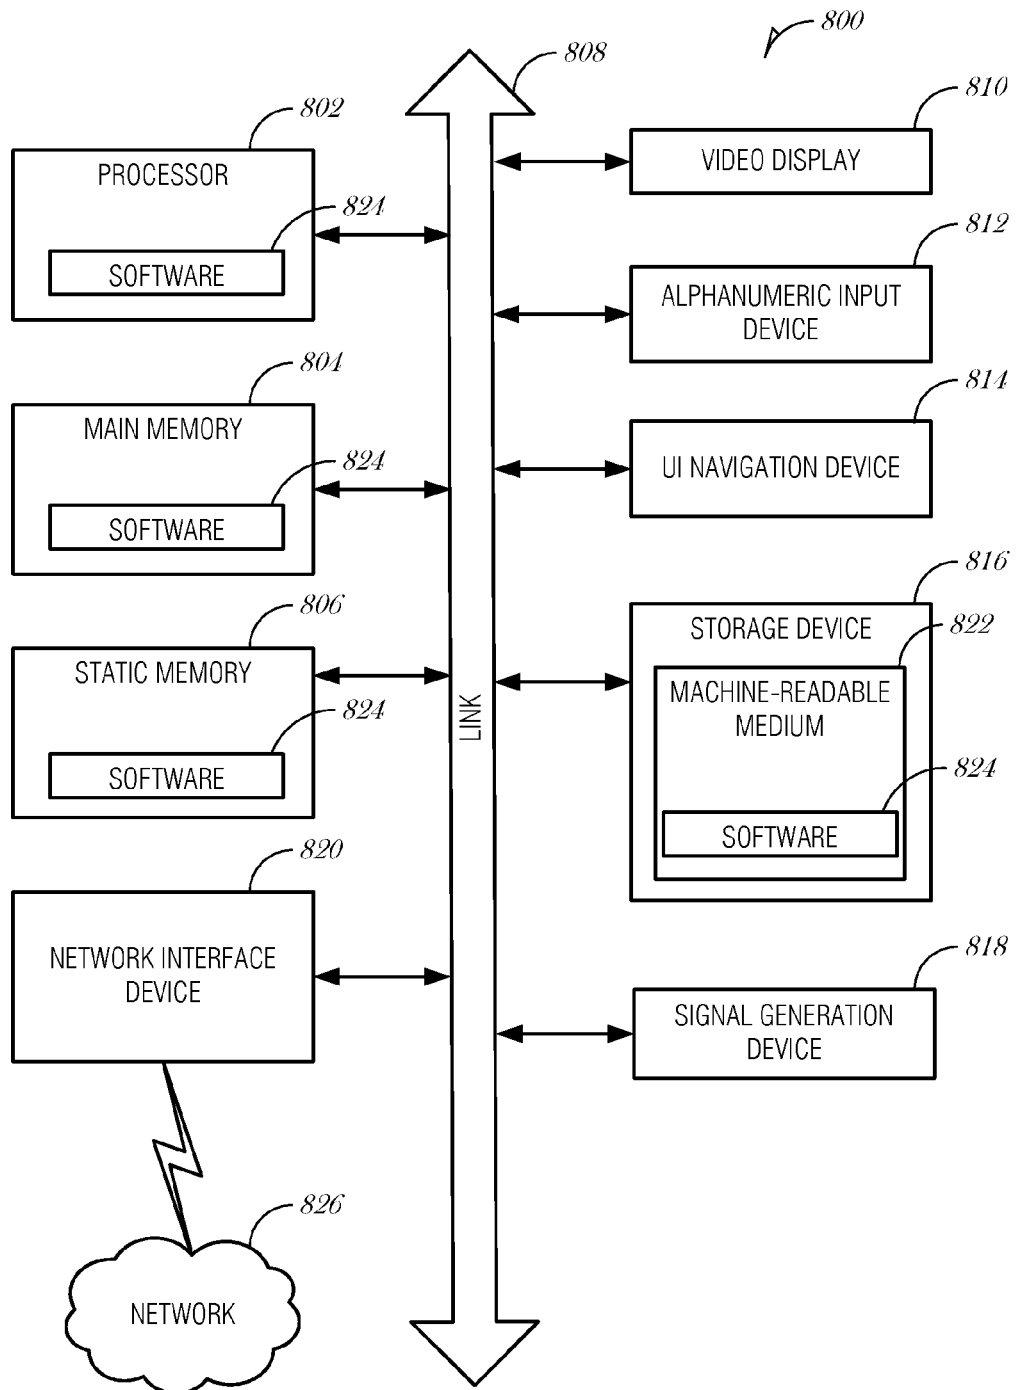 800
808
802
PROCESSOR
824
SOFTWARE
804
MAIN MEMORY
824
SOFTWARE
806
STATIC MEMORY
824
SOFTWARE
820
NETWORK INTERFACE
DEVICE
826
NETWORK
LINK
810
VIDEO DISPLAY
812
ALPHANUMERIC INPUT
DEVICE
814
UI NAVIGATION DEVICE
816
STORAGE DEVICE
822
MACHINE-READABLE
MEDIUM
824
SOFTWARE
818
SIGNAL GENERATION
DEVICE